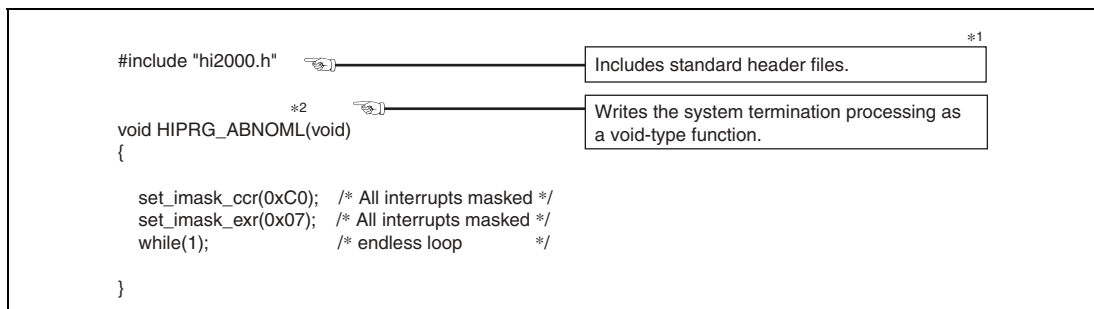 *1
#include "hi2000.h"
Includes standard header files.
*2
Writes the system termination processing as
a void-type function.
void HIPRG_ABNOML(void)
{
set_imask_ccr(0xC0);   /* All interrupts masked */
set_imask_exr(0x07);   /* All interrupts masked */
while(1);   /* endless loop */
}